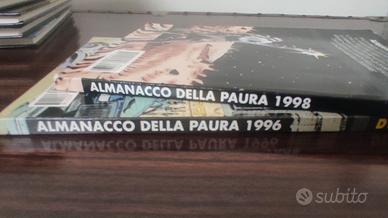 ALMANACCO DELLA PAURA 1998
ALMANACCO DELLA PAURA 1996
D
subito